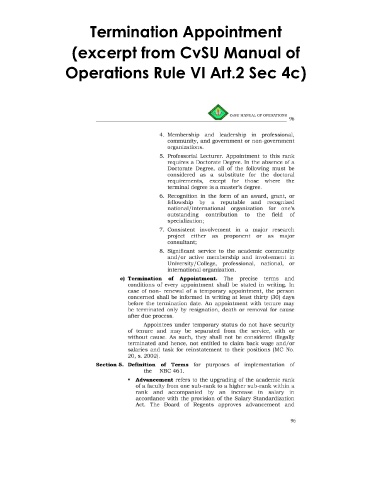 Termination Appointment
(excerpt from CvSU Manual of
Operations Rule VI Art.2 Sec 4c)
CvSU MANUAL OF OPERATIONS
96
4. Membership and leadership in professional,
community, and government or non-government
organizations.
5. Professorial Lecturer. Appointment to this rank
requires a Doctorate Degree. In the absence of a
Doctorate Degree, all of the following must be
considered as a substitute for the doctoral
requirements, except for those where the
terminal degree is a master's degree.
6. Recognition in the form of an award, grant, or
fellowship by a reputable and recognized
national/international organization for one's
outstanding contribution to the field of
specialization;
7. Consistent involvement in a major research
project either as proponent or as major
consultant;
8. Significant service to the academic community
and/or active membership and involvement in
University/College, professional, national, or
international organization.
c) Termination of Appointment. The precise terms and
conditions of every appointment shall be stated in writing. In
case of non- renewal of a temporary appointment, the person
concerned shall be informed in writing at least thirty (30) days
before the termination date. An appointment with tenure may
be terminated only by resignation, death or removal for cause
after due process.
Appointees under temporary status do not have security
of tenure and may be separated from the service, with or
without cause. As such, they shall not be considered illegally
terminated and hence, not entitled to claim back wage and/or
salaries and task for reinstatement to their positions (MC No.
20, s. 2002).
Section 5. Definition of Terms for purposes of implementation of
the NBC 461.
• Advancement refers to the upgrading of the academic rank
of a faculty from one sub-rank to a higher sub-rank within a
rank and accompanied by an increase in salary in
accordance with the provision of the Salary Standardization
Act. The Board of Regents approves advancement and
96